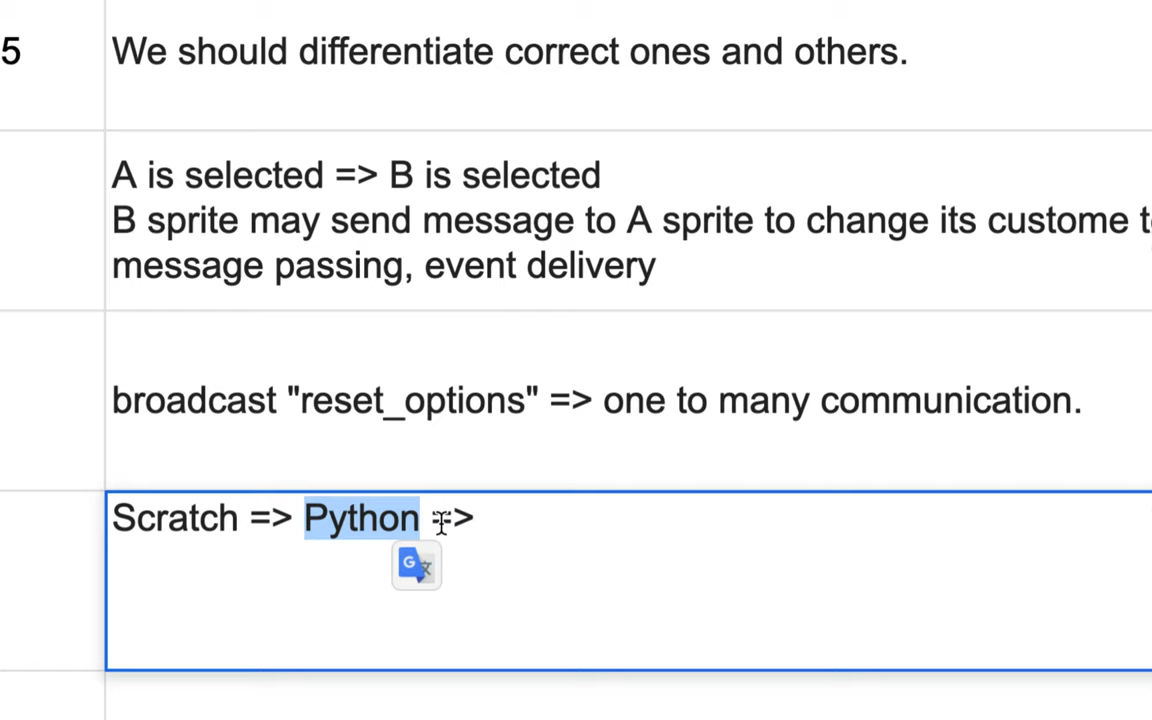 5
We should differentiate correct ones and others.
A is selected => B is selected
B sprite may send message to A sprite to change its custome
message passing, event delivery
broadcast "reset_options" => one to many communication.
Scratch => Python =>